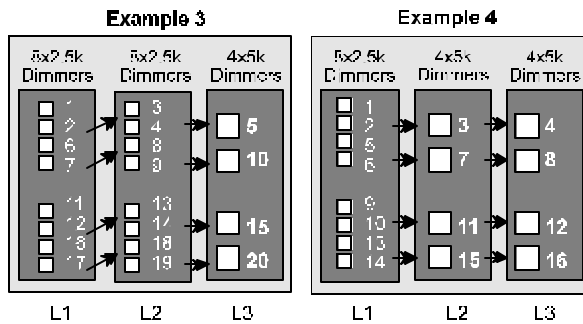 Example 3
8x2.5k 8x2.5k 4x5k
Dimmers Dimmers Dimmers
1 3
2 4 5
6 8
7 9 10
11 13
12 14 15
16 18
17 19 20
L1 L2 L3
Example 4
8x2.5k 4x5k 4x5k
Dimmers Dimmers Dimmers
1
2 3 4
5
6 7 8
9
10 11 12
13
14 15 16
L1 L2 L3